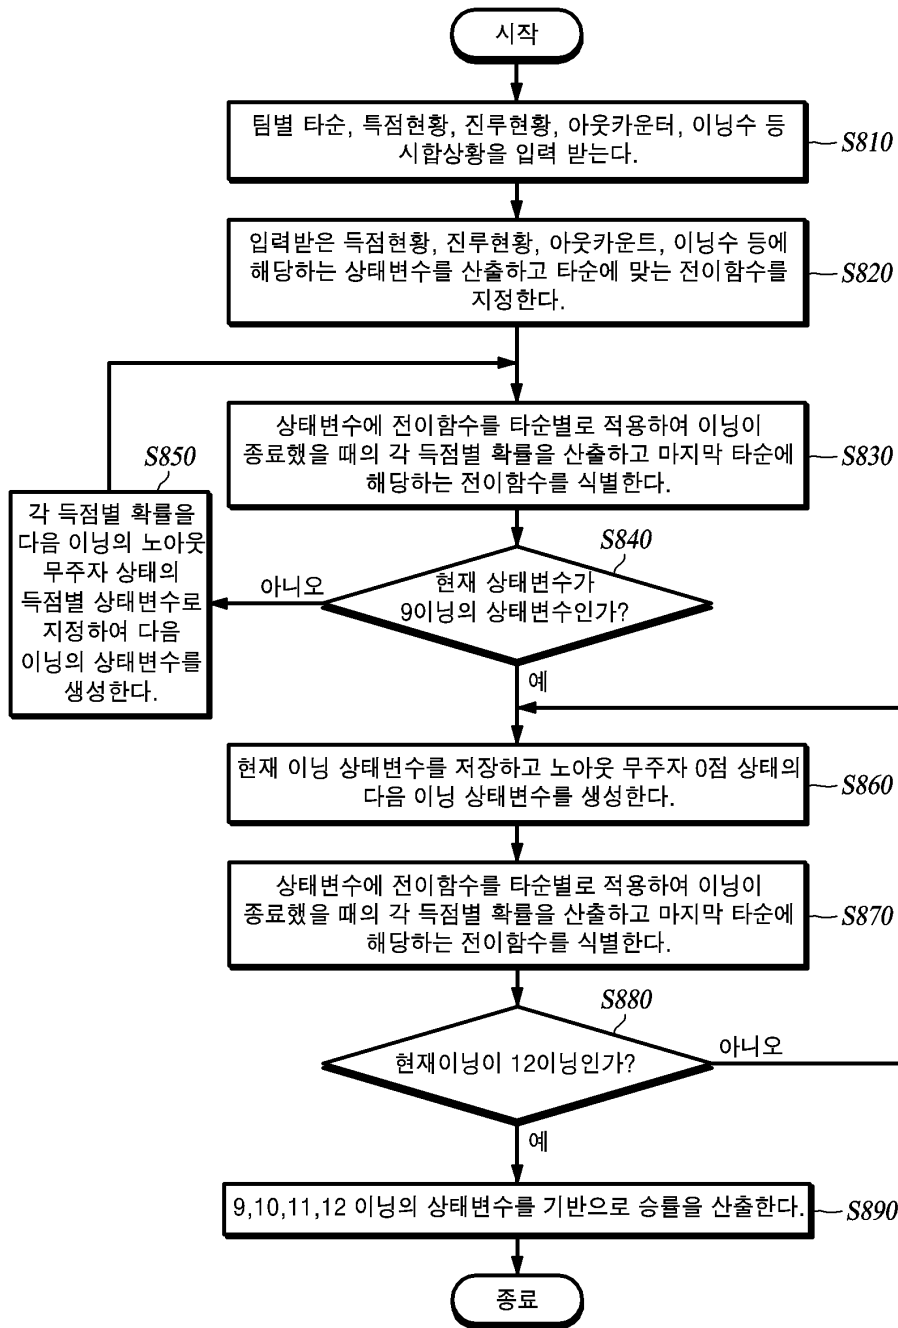 시작
팀별 타순, 특점현황, 진루현황, 아웃카운터, 이닝수 등
시합상황을 입력 받는다.
S810
입력받은 득점현황, 진루현황, 아웃카운트, 이닝수 등에
해당하는 상태변수를 산출하고 타순에 맞는 전이함수를
지정한다.
S820
상태변수에 전이함수를 타순별로 적용하여 이닝이
종료했을 때의 각 득점별 확률을 산출하고 마지막 타순에
해당하는 전이함수를 식별한다.
S830
S850
각 득점별 확률을
다음 이닝의 노아웃
무주자 상태의
득점별 상태변수로
지정하여 다음
이닝의 상태변수를
생성한다.
S840
현재 상태변수가
9이닝의 상태변수인가?
아니오
예
현재 이닝 상태변수를 저장하고 노아웃 무주자 0점 상태의
다음 이닝 상태변수를 생성한다.
S860
상태변수에 전이함수를 타순별로 적용하여 이닝이
종료했을 때의 각 득점별 확률을 산출하고 마지막 타순에
해당하는 전이함수를 식별한다.
S870
S880
현재이닝이 12이닝인가?
아니오
예
9,10,11,12 이닝의 상태변수를 기반으로 승률을 산출한다.
S890
종료